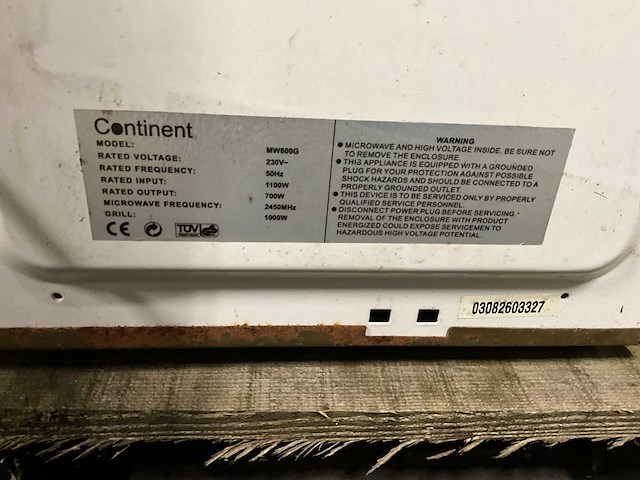 Continent
MODEL: MW800G
RATED VOLTAGE: 230V~
RATED FREQUENCY: 50Hz
RATED INPUT: 1100W
RATED OUTPUT: 700W
MICROWAVE FREQUENCY: 2450MHz
GRILL: 1000W
CE TÜV GS
WARNING
● MICROWAVE AND HIGH VOLTAGE INSIDE. BE SURE NOT
TO REMOVE THE ENCLOSURE.
● THIS APPLIANCE IS EQUIPPED WITH A GROUNDED
PLUG FOR YOUR PROTECTION AGAINST POSSIBLE
SHOCK HAZARDS AND SHOULD BE CONNECTED TO A
PROPERLY GROUNDED OUTLET.
● THIS DEVICE IS TO BE SERVICED ONLY BY PROPERLY
QUALIFIED SERVICE PERSONNEL.
● DISCONNECT POWER PLUG BEFORE SERVICING.
REMOVAL OF THE ENCLOSURE WITH PRODUCT
ENERGIZED COULD EXPOSE SERVICEMEN TO
HAZARDOUS HIGH VOLTAGE POTENTIAL.
03082603327